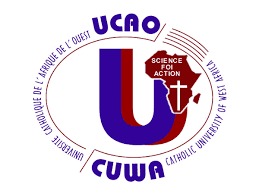 UCAO
UNIVERSITE CATHOLIQUE DE L'AFRIQUE DE L'OUEST
SCIENCE
FOI
ACTION
U
CATHOLIC UNIVERSITY OF WEST AFRICA
CUWA